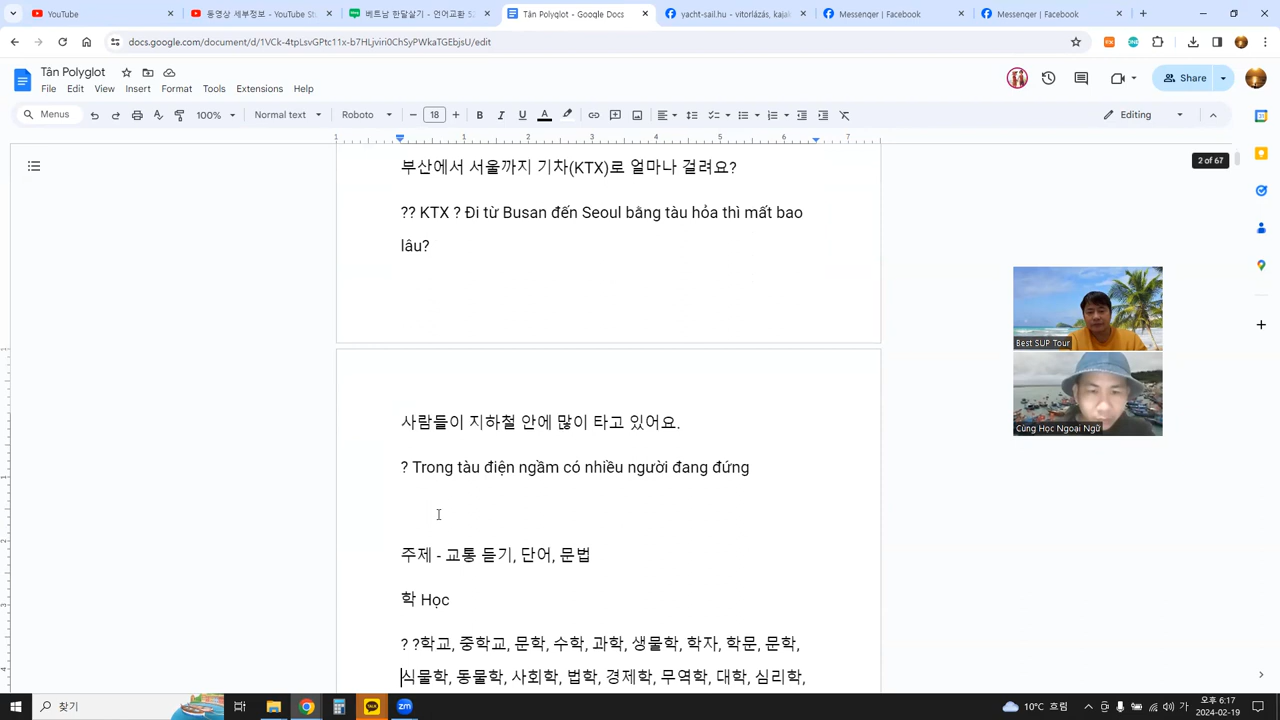 YouTube
동영상 세부정보 - YouTube St
베트남 한달살기 - 언어교환 5
Tân Polyglot - Google Docs
yacht-sail.hu - vitorlázás, kajak
Messenger | Facebook
Messenger | Facebook
Tân Polyglot
File Edit View Insert Format Tools Extensions Help
Share
Menus
100%
Normal text
Roboto
18
Editing
2 of 67
부산에서 서울까지 기차(KTX)로 얼마나 걸려요?
?? KTX ? Đi từ Busan đến Seoul bằng tàu hỏa thì mất bao
lâu?
Best SUP Tour
Cùng Học Ngoại Ngữ
사람들이 지하철 안에 많이 타고 있어요.
? Trong tàu điện ngầm có nhiều người đang đứng
주제 - 교통 듣기, 단어, 문법
학 Học
? ?학교, 중학교, 문학, 수학, 과학, 생물학, 학자, 학문, 문학,
식물학, 동물학, 사회학, 법학, 경제학, 무역학, 대학, 심리학,
찾기
TALK
zm
10°C 흐림
가
오후 6:17
2024-02-19